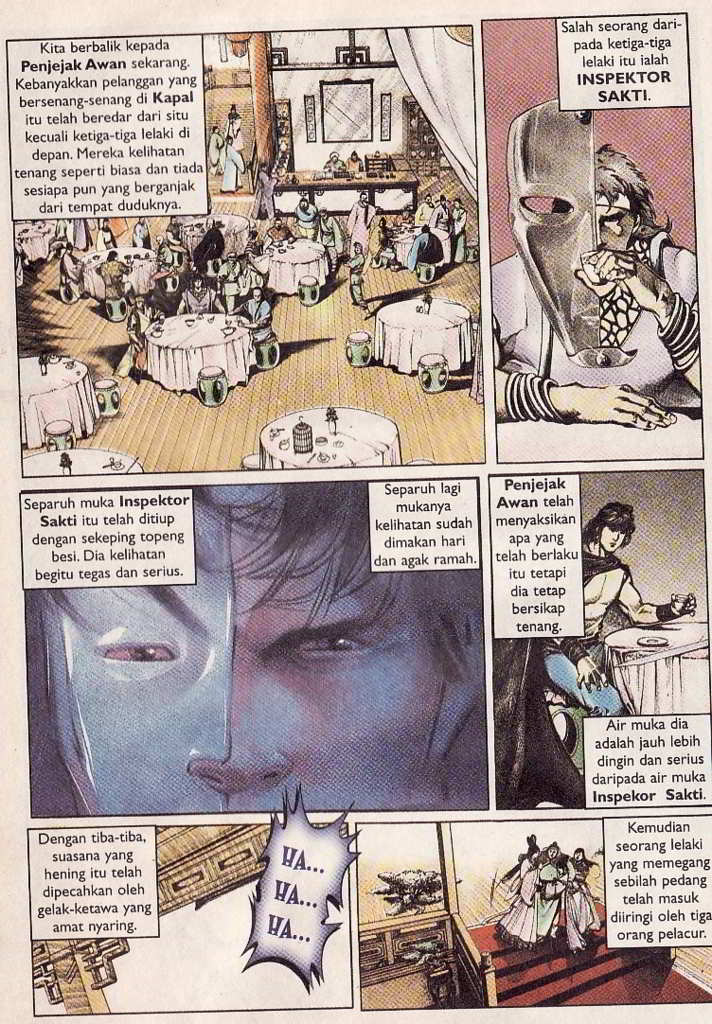 Kita berbalik kepada
Penjejak Awan sekarang.
Kebanyakkan pelanggan yang
bersenang-senang di Kapal
itu telah beredar dari situ
kecuali ketiga-tiga lelaki di
depan. Mereka kelihatan
tenang seperti biasa dan tiada
sesiapa pun yang berganjak
dari tempat duduknya.
Salah seorang dari-
pada ketiga-tiga
lelaki itu ialah
INSPEKTOR
SAKTI.
Separuh muka Inspektor
Sakti itu telah ditiup
dengan sekeping topeng
besi. Dia kelihatan
begitu tegas dan serius.
Separuh lagi
mukanya
kelihatan sudah
dimakan hari
dan agak ramah.
Penjejak
Awan telah
menyaksikan
apa yang
telah berlaku
itu tetapi
dia tetap
bersikap
tenang.
Air muka dia
adalah jauh lebih
dingin dan serius
daripada air muka
Inspekor Sakti.
Dengan tiba-tiba,
suasana yang
hening itu telah
dipecahkan oleh
gelak-ketawa yang
amat nyaring.
HA...
HA...
HA...
Kemudian
seorang lelaki
yang memegang
sebilah pedang
telah masuk
diiringi oleh tiga
orang pelacur.